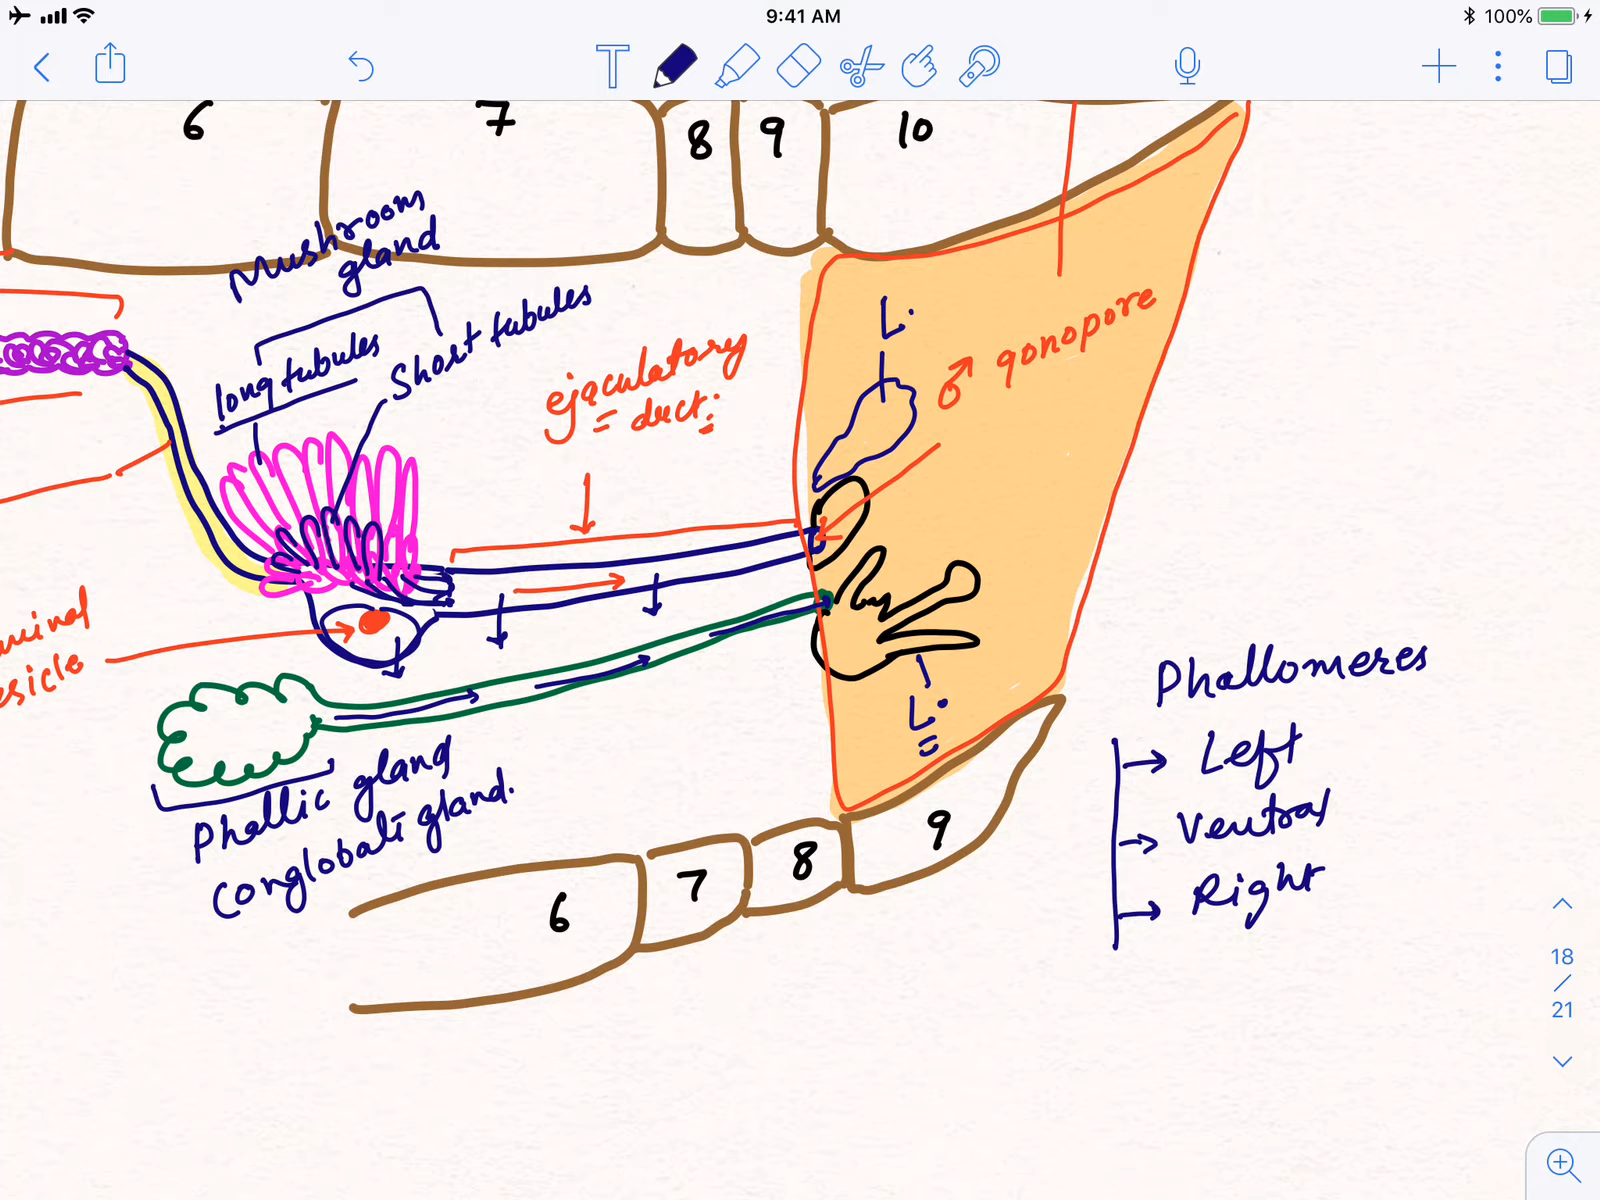 9:41 AM
100%
T
6
7
8
9
10
Mushroom
gland
long tubules
Short tubules
ejaculatory
duct
L.
♂ gonopore
L.
Phallic gland
Conglobate gland.
6
7
8
9
Phallomeres
→ Left
→ Ventral
→ Right
18
/
21